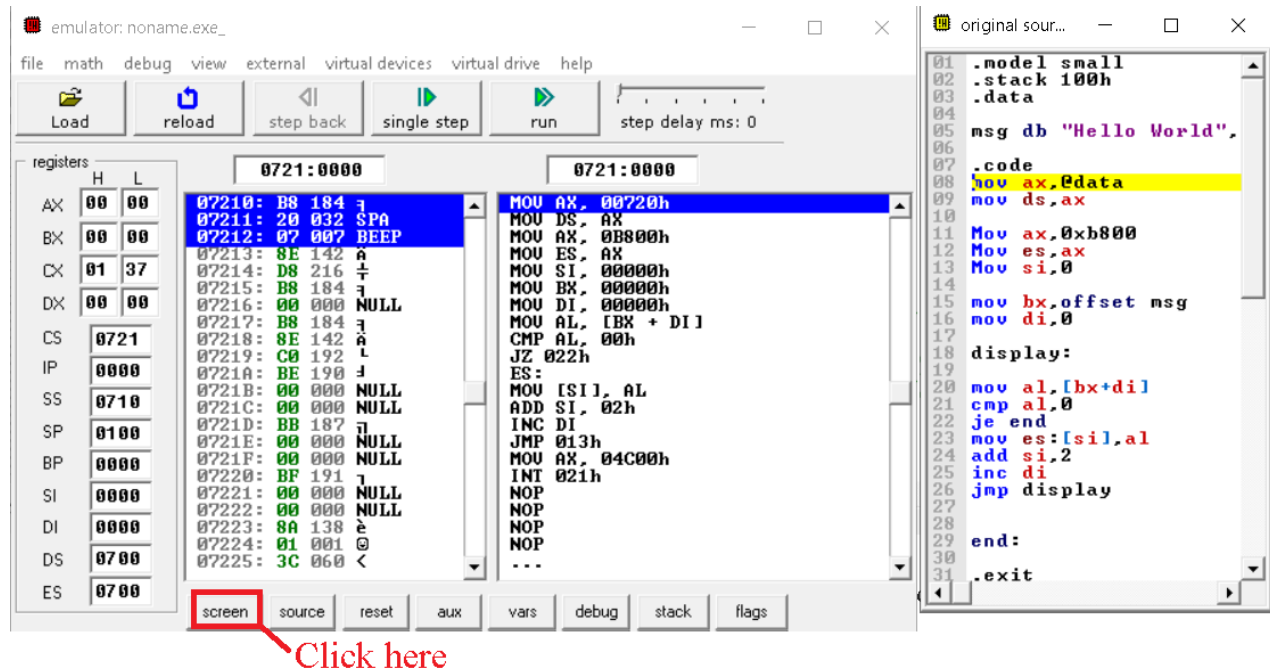 emulator: noname.exe_
file math debug view external virtual devices virtual drive help
Load reload step back single step run step delay ms: 0
registers
H L
AX 00 00
BX 00 00
CX 01 37
DX 00 00
CS 0721
IP 0000
SS 0710
SP 0100
BP 0000
SI 0000
DI 0000
DS 0700
ES 0700
0721:0000
07210: B8 184 ╕
07211: 20 032 SPA
07212: 07 007 BEEP
07213: 8E 142 Ä
07214: D8 216 ╪
07215: B8 184 ╕
07216: 00 000 NULL
07217: B8 184 ╕
07218: 8E 142 Ä
07219: C0 192 └
0721A: BE 190 ╛
0721B: 00 000 NULL
0721C: 00 000 NULL
0721D: BB 187 ╗
0721E: 00 000 NULL
0721F: 00 000 NULL
07220: BF 191 ┐
07221: 00 000 NULL
07222: 00 000 NULL
07223: 8A 138 è
07224: 01 001 ☺
07225: 3C 060 <
0721:0000
MOV AX, 00720h
MOV DS, AX
MOV AX, 0B800h
MOV ES, AX
MOV SI, 00000h
MOV BX, 00000h
MOV DI, 00000h
MOV AL, [BX + DI]
CMP AL, 00h
JZ 022h
ES:
MOV [SI], AL
ADD SI, 02h
INC DI
JMP 013h
MOV AX, 04C00h
INT 021h
NOP
NOP
NOP
NOP
...
screen source reset aux vars debug stack flags
Click here
original sour...
01 .model small
02 .stack 100h
03 .data
04
05 msg db "Hello World",
06
07 .code
08 mov ax,@data
09 mov ds,ax
10
11 Mov ax,0xb800
12 Mov es,ax
13 Mov si,0
14
15 mov bx,offset msg
16 mov di,0
17
18 display:
19
20 mov al,[bx+di]
21 cmp al,0
22 je end
23 mov es:[si],al
24 add si,2
25 inc di
26 jmp display
27
28
29 end:
30
31 .exit